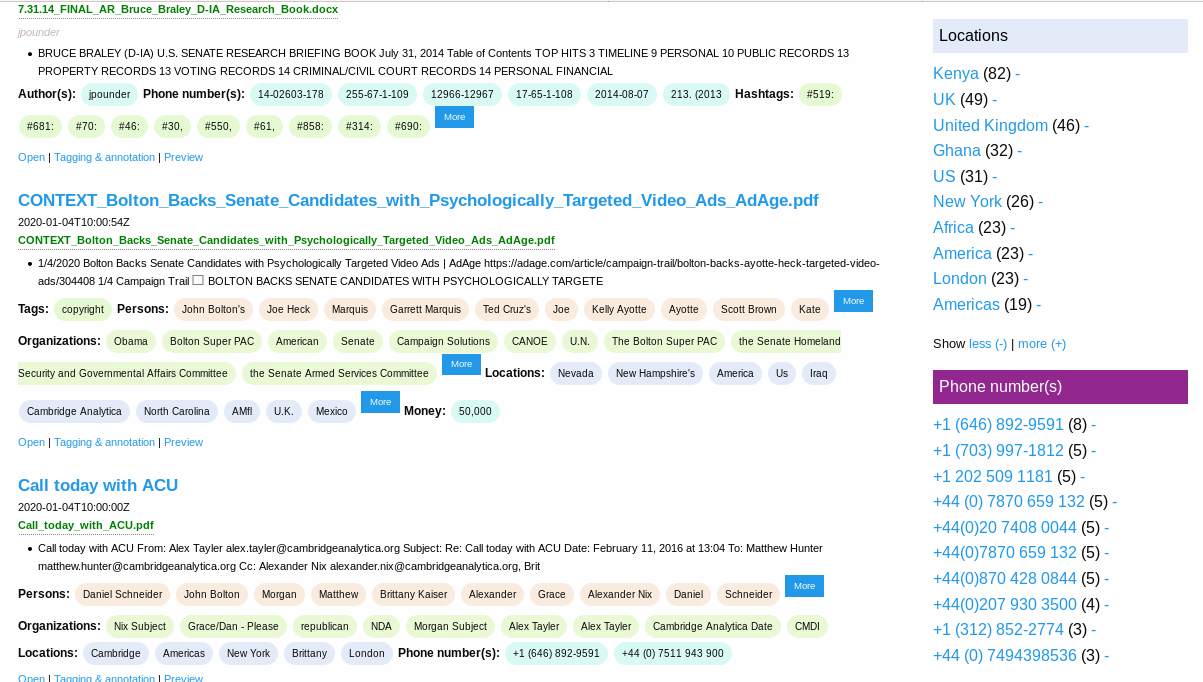 7.31.14_FINAL_AR_Bruce_Braley_D-IA_Research_Book.docx
jpounder
• BRUCE BRALEY (D-IA) U.S. SENATE RESEARCH BRIEFING BOOK July 31, 2014 Table of Contents TOP HITS 3 TIMELINE 9 PERSONAL 10 PUBLIC RECORDS 13
PROPERTY RECORDS 13 VOTING RECORDS 14 CRIMINAL/CIVIL COURT RECORDS 14 PERSONAL FINANCIAL
Author(s): jpounder Phone number(s): 14-02603-178 255-67-1-109 12966-12967 17-65-1-108 2014-08-07 213. (2013 Hashtags: #519:
#681: #70: #46: #30, #550, #61, #858: #314: #690: More
Open | Tagging & annotation | Preview
CONTEXT_Bolton_Backs_Senate_Candidates_with_Psychologically_Targeted_Video_Ads_AdAge.pdf
2020-01-04T10:00:54Z
CONTEXT_Bolton_Backs_Senate_Candidates_with_Psychologically_Targeted_Video_Ads_AdAge.pdf
• 1/4/2020 Bolton Backs Senate Candidates with Psychologically Targeted Video Ads | AdAge https://adage.com/article/campaign-trail/bolton-backs-ayotte-heck-targeted-video-
ads/304408 1/4 Campaign Trail □ BOLTON BACKS SENATE CANDIDATES WITH PSYCHOLOGICALLY TARGETE
Tags: copyright Persons: John Bolton's Joe Heck Marquis Garrett Marquis Ted Cruz's Joe Kelly Ayotte Ayotte Scott Brown Kate More
Organizations: Obama Bolton Super PAC American Senate Campaign Solutions CANOE U.N. The Bolton Super PAC the Senate Homeland
Security and Governmental Affairs Committee the Senate Armed Services Committee More Locations: Nevada New Hampshire's America Us Iraq
Cambridge Analytica North Carolina AMfl U.K. Mexico More Money: 50,000
Open | Tagging & annotation | Preview
Call today with ACU
2020-01-04T10:00:00Z
Call_today_with_ACU.pdf
• Call today with ACU From: Alex Tayler alex.tayler@cambridgeanalytica.org Subject: Re: Call today with ACU Date: February 11, 2016 at 13:04 To: Matthew Hunter
matthew.hunter@cambridgeanalytica.org Cc: Alexander Nix alexander.nix@cambridgeanalytica.org, Brit
Persons: Daniel Schneider John Bolton Morgan Matthew Brittany Kaiser Alexander Grace Alexander Nix Daniel Schneider More
Organizations: Nix Subject Grace/Dan - Please republican NDA Morgan Subject Alex Tayler Alex Tayler Cambridge Analytica Date CMDI
Locations: Cambridge Americas New York Brittany London Phone number(s): +1 (646) 892-9591 +44 (0) 7511 943 900
Open | Tagging & annotation | Preview
Locations
Kenya (82) -
UK (49) -
United Kingdom (46) -
Ghana (32) -
US (31) -
New York (26) -
Africa (23) -
America (23) -
London (23) -
Americas (19) -
Show less (-) | more (+)
Phone number(s)
+1 (646) 892-9591 (8) -
+1 (703) 997-1812 (5) -
+1 202 509 1181 (5) -
+44 (0) 7870 659 132 (5) -
+44(0)20 7408 0044 (5) -
+44(0)7870 659 132 (5) -
+44(0)870 428 0844 (5) -
+44(0)207 930 3500 (4) -
+1 (312) 852-2774 (3) -
+44 (0) 7494398536 (3) -